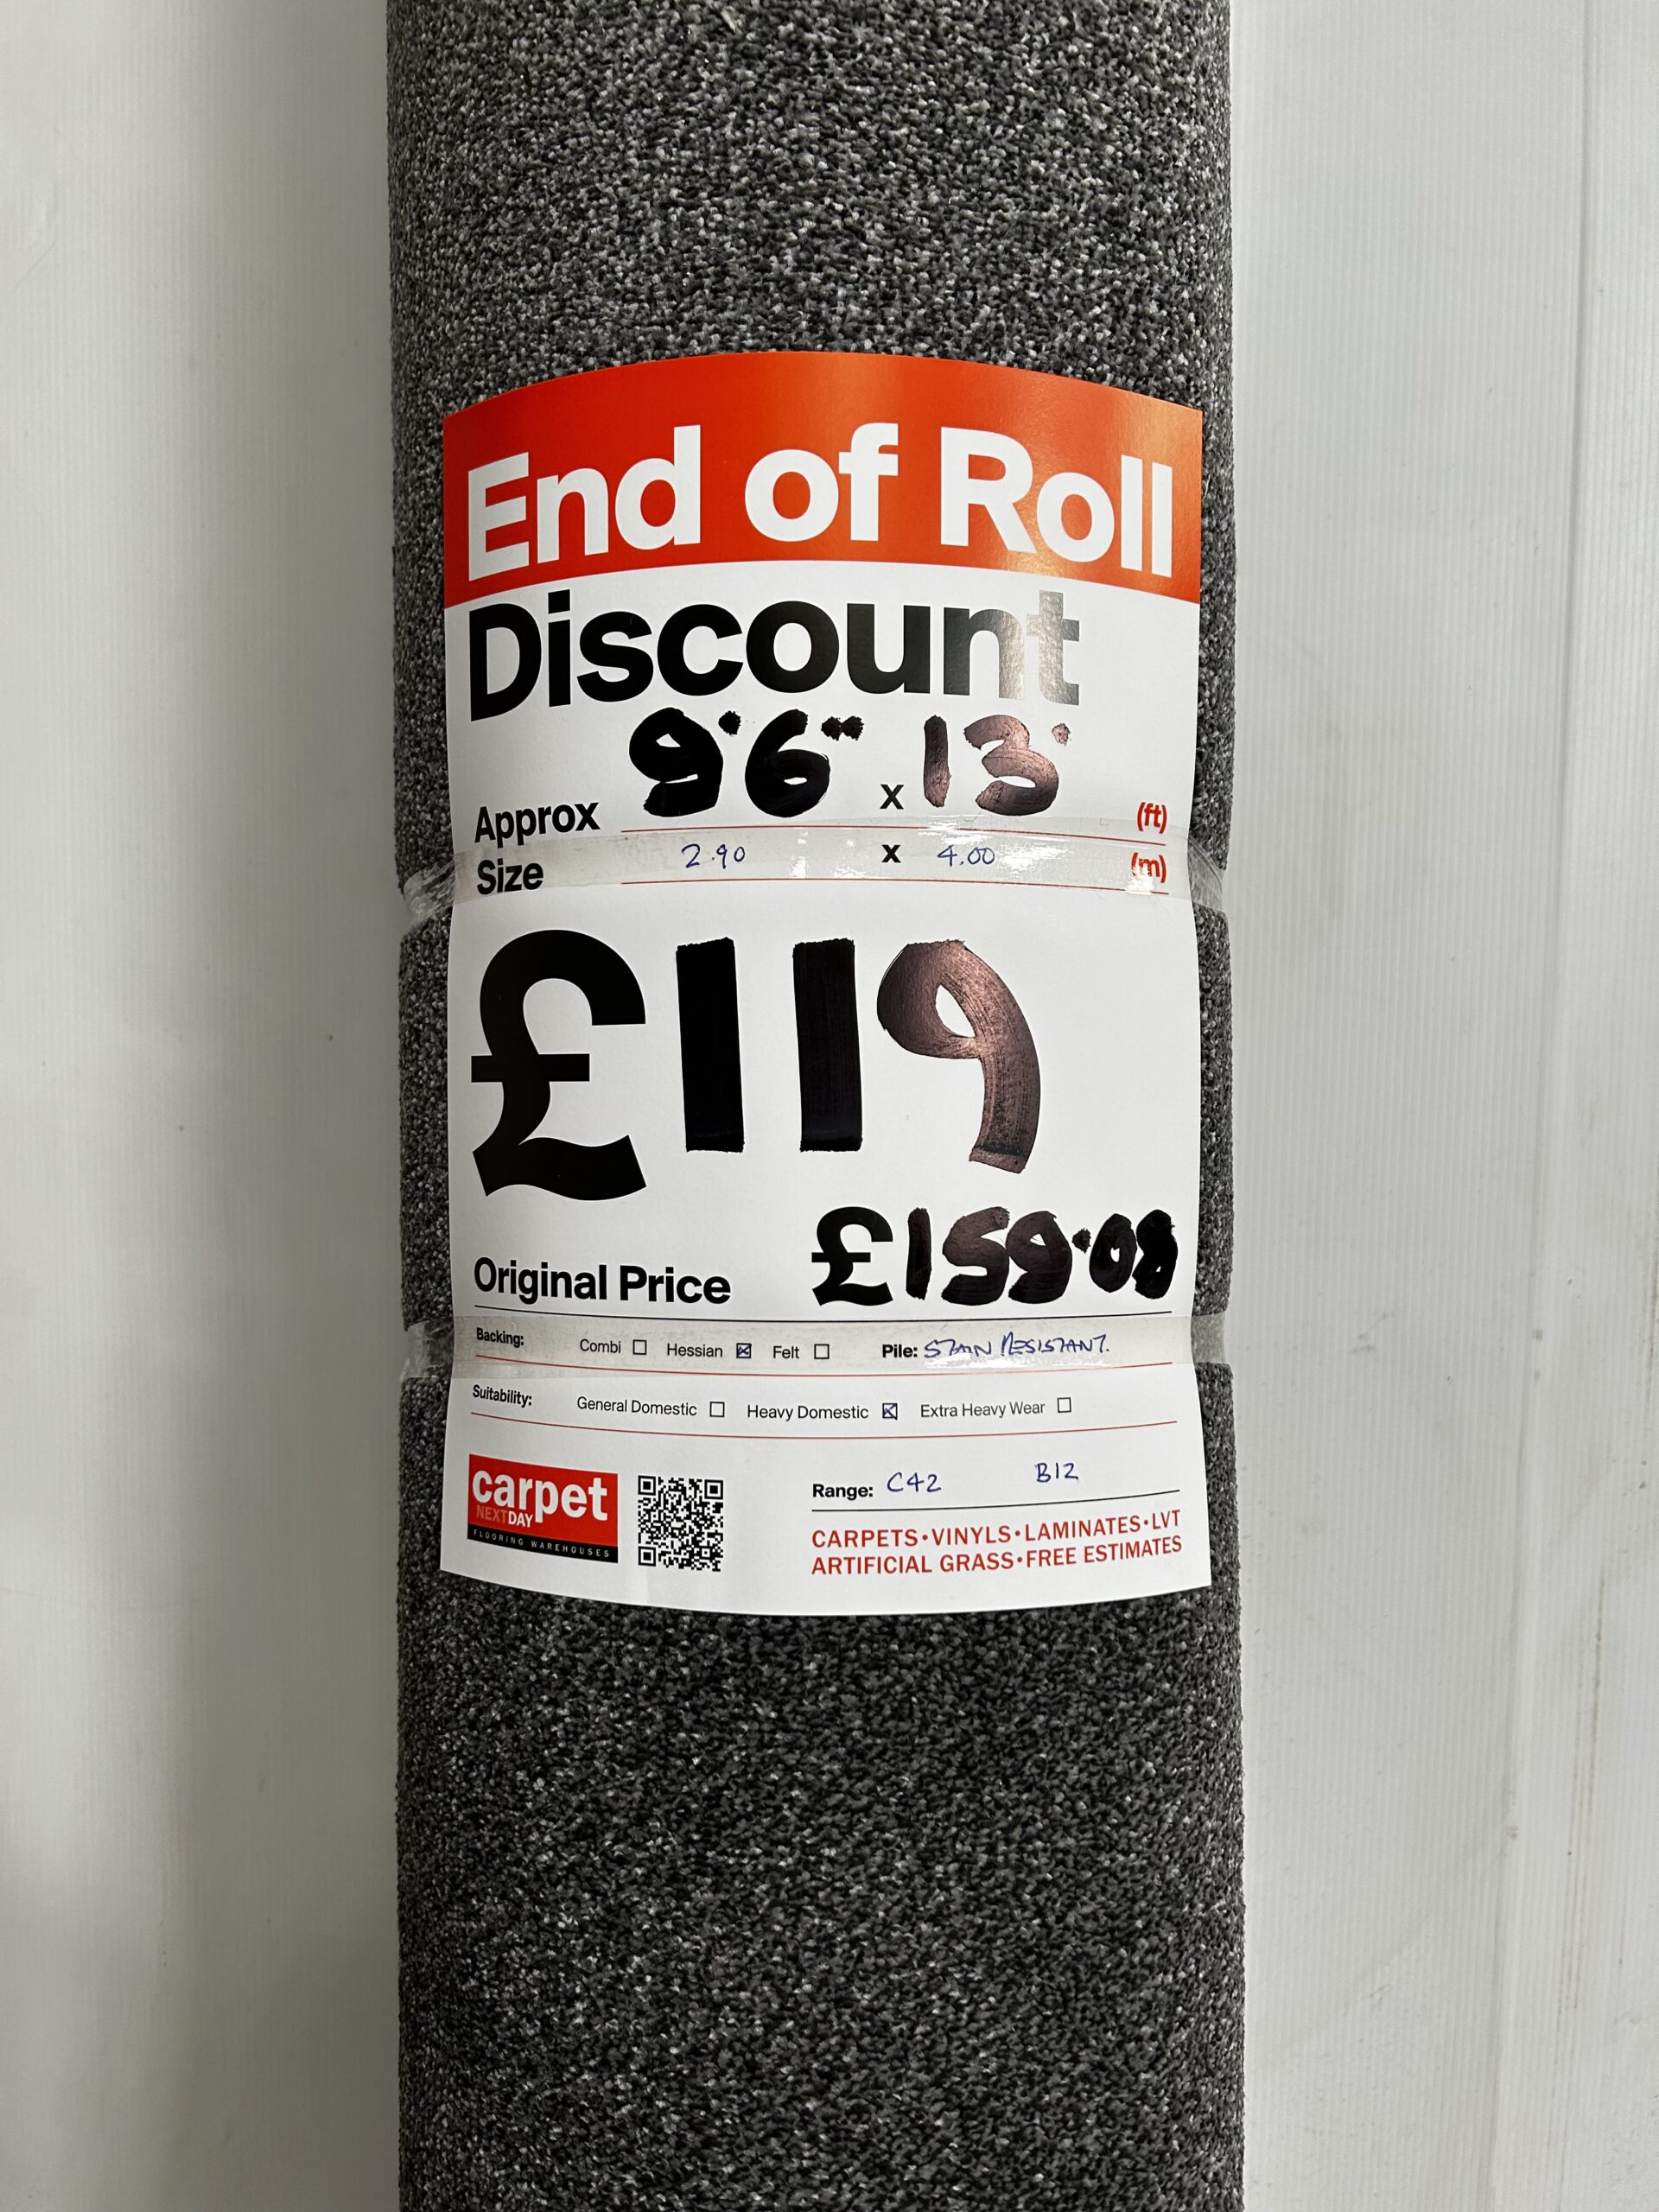 End of Roll
Discount
9'6" x 13' (ft)
Approx
Size 2.90 x 4.00 (m)
£119
Original Price £159.08
Backing: Combi ☐ Hessian ☒ Felt ☐ Pile: STAIN RESISTANT.
Suitability: General Domestic ☐ Heavy Domestic ☒ Extra Heavy Wear ☐
carpet
NEXTDAY
FLOORING WAREHOUSES
Range: C42 B12
CARPETS • VINYLS • LAMINATES • LVT
ARTIFICIAL GRASS • FREE ESTIMATES